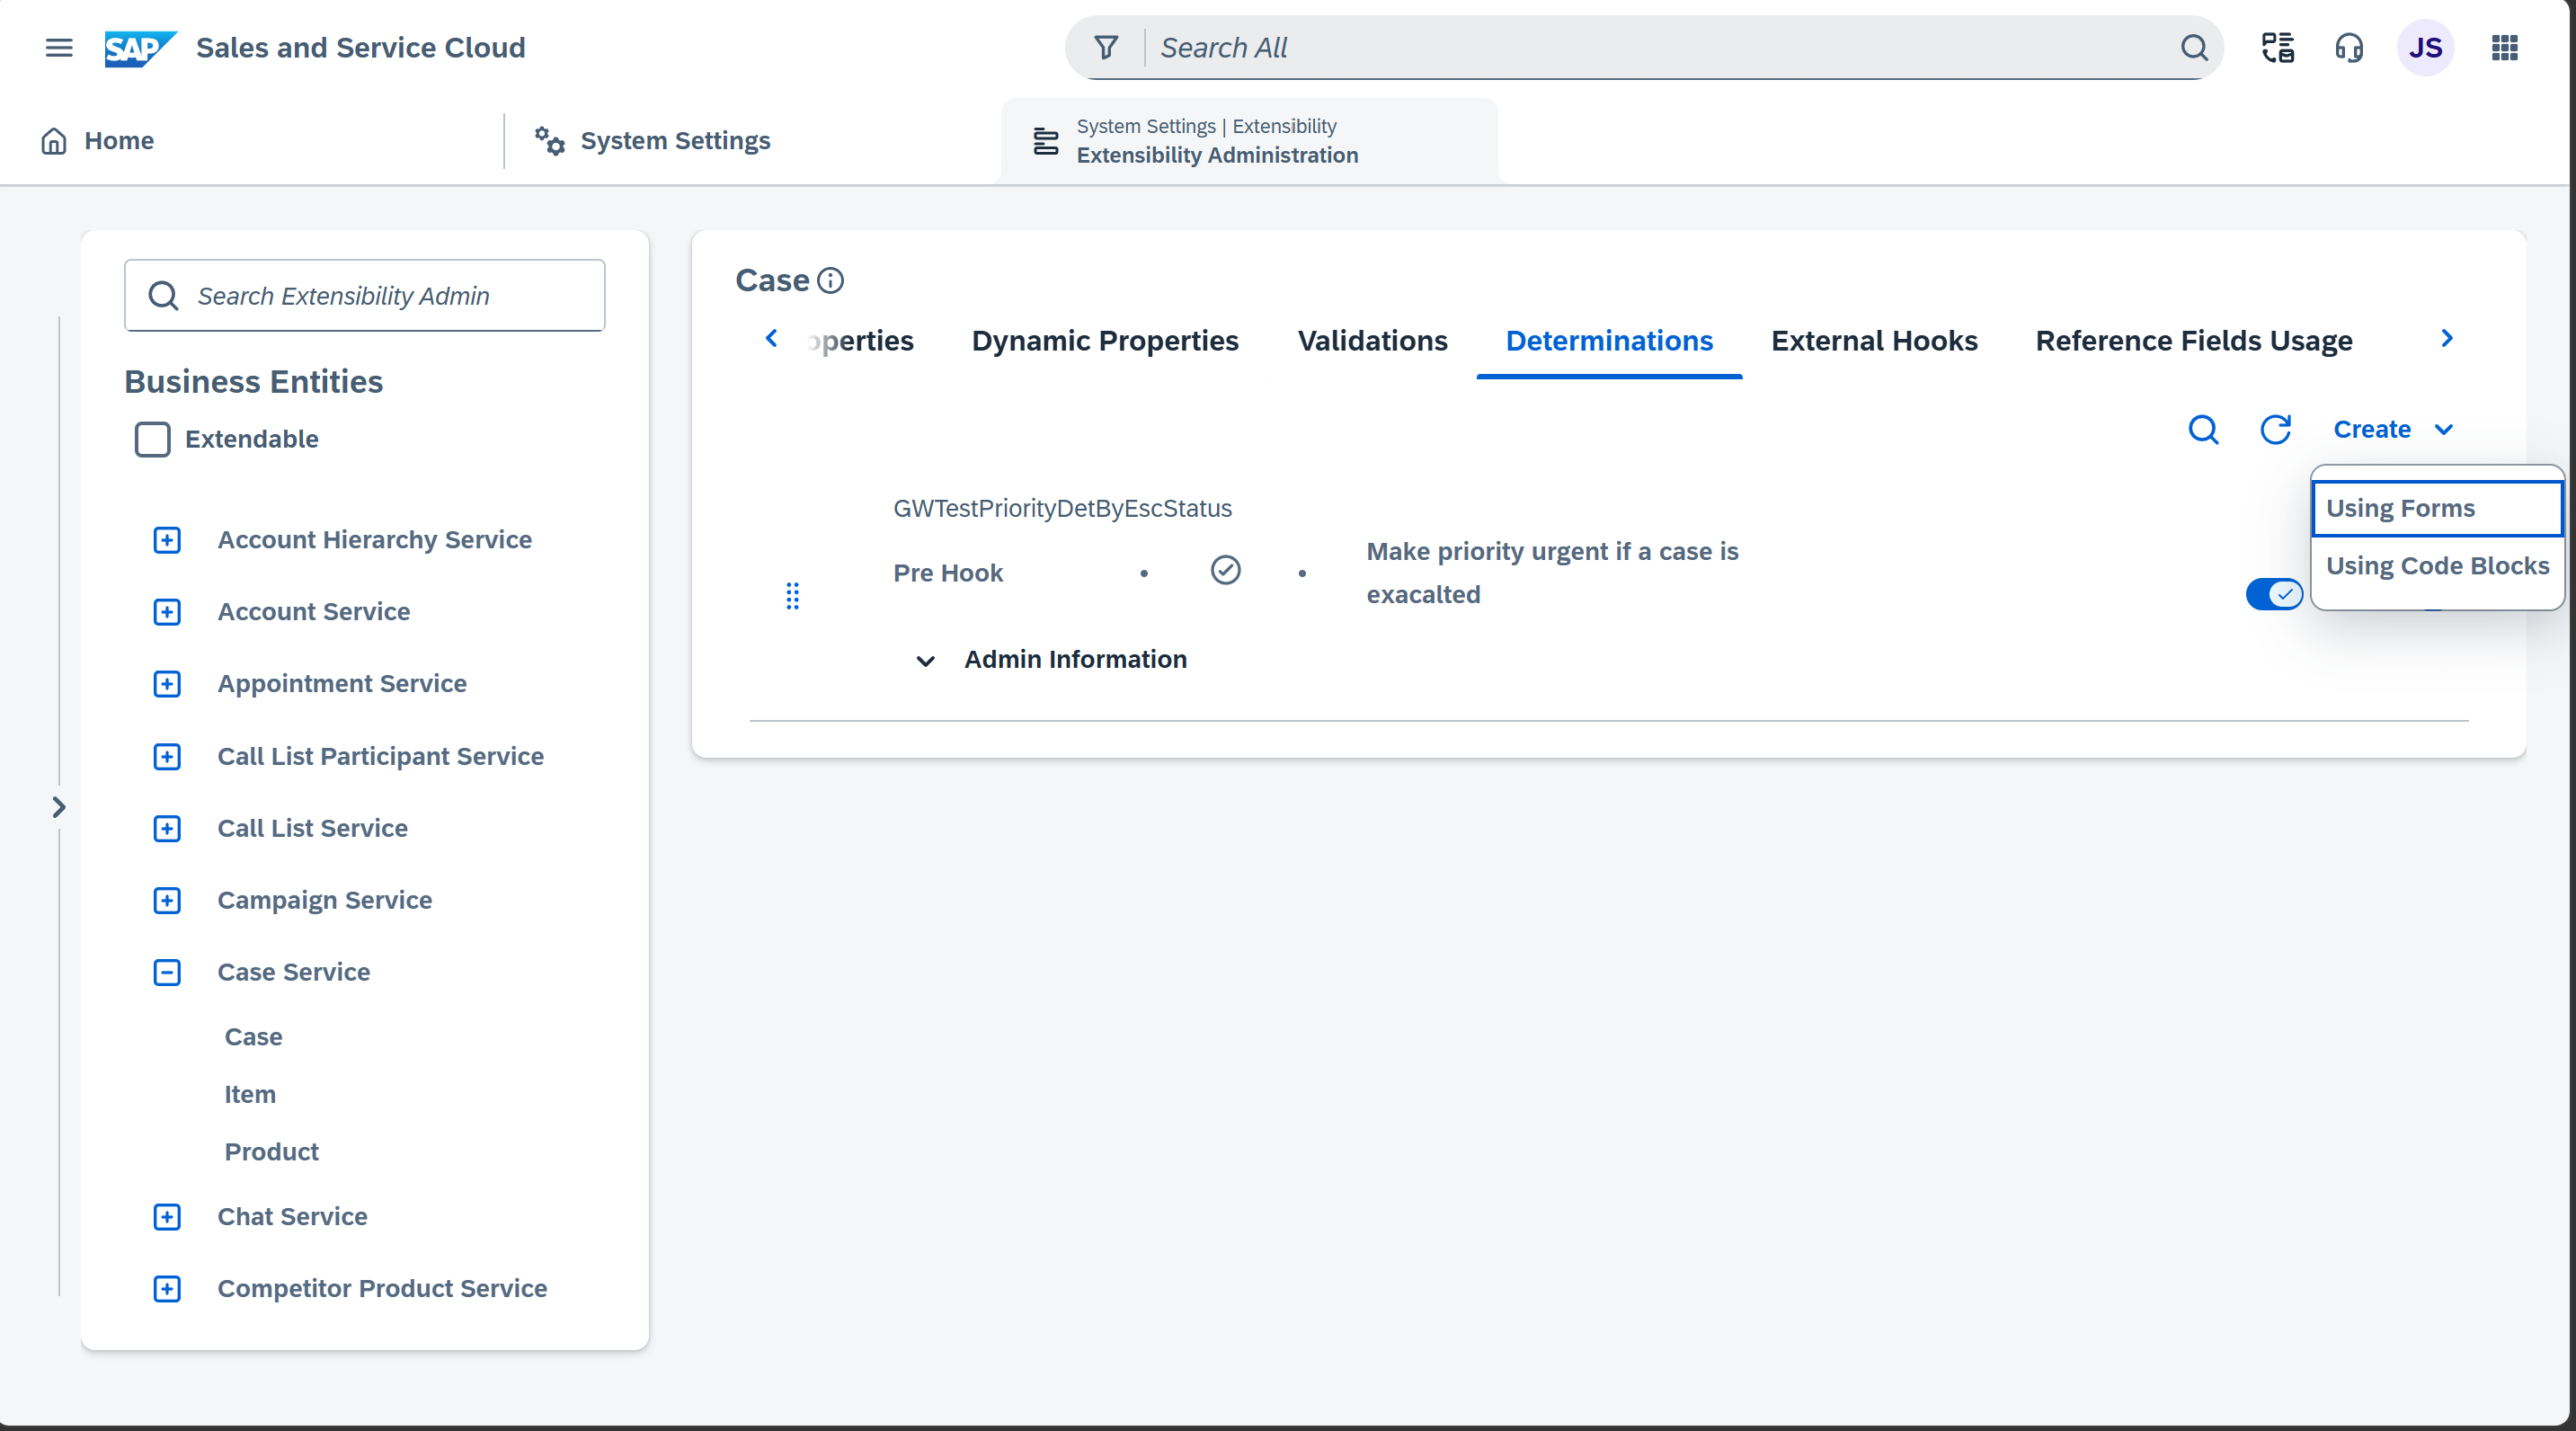 SAP Sales and Service Cloud
Search All
JS
Home
System Settings
System Settings | Extensibility
Extensibility Administration
Search Extensibility Admin
Business Entities
Extendable
Account Hierarchy Service
Account Service
Appointment Service
Call List Participant Service
Call List Service
Campaign Service
Case Service
Case
Item
Product
Chat Service
Competitor Product Service
Case
operties Dynamic Properties Validations Determinations External Hooks Reference Fields Usage
Create
Using Forms
Using Code Blocks
GWTestPriorityDetByEscStatus
Pre Hook • • Make priority urgent if a case is
exacalted
Admin Information